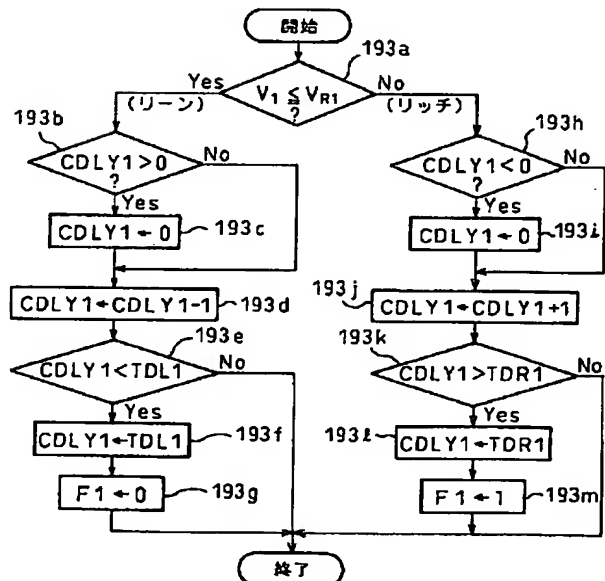 開始
193a
V1≦VR1
?
Yes
(リーン)
No
(リッチ)
193b
CDLY1>0
?
No
Yes
CDLY1←0
193c
CDLY1←CDLY1-1
193d
193e
CDLY1<TDL1
No
Yes
CDLY1←TDL1
193f
F1←0
193g
193h
CDLY1<0
?
No
Yes
CDLY1←0
193i
193j
CDLY1←CDLY1+1
193k
CDLY1>TDR1
No
Yes
193ℓ
CDLY1←TDR1
F1←1
193m
終了